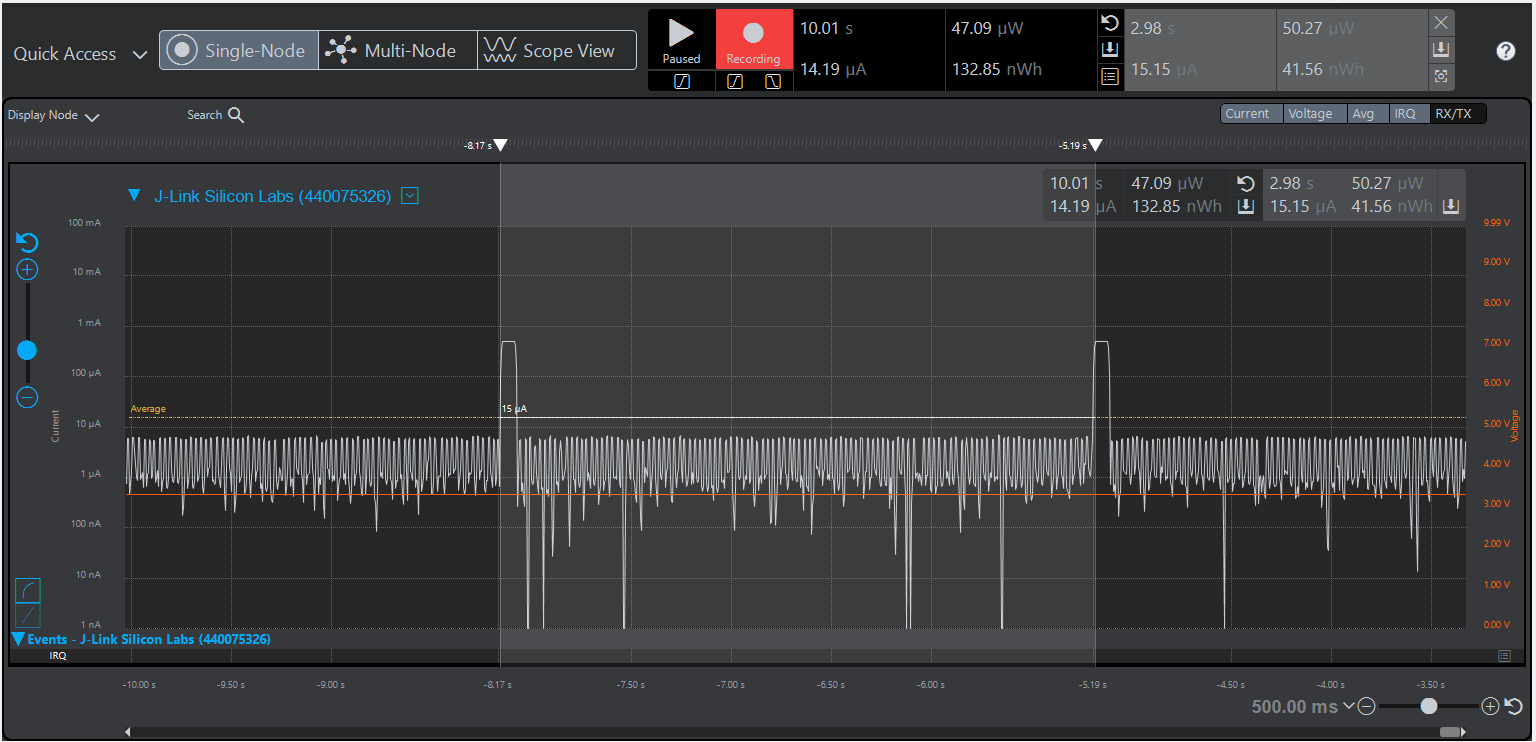 Quick Access
Single-Node
Multi-Node
Scope View
Paused
Recording
10.01 s
47.09 µW
14.19 µA
132.85 nWh
2.98 s
50.27 µW
15.15 µA
41.56 nWh
?
Display Node
Search
Current Voltage Avg IRQ RX/TX
-8.17 s
-5.19 s
J-Link Silicon Labs (440075326)
10.01 s 47.09 µW
14.19 µA 132.85 nWh
2.98 s 50.27 µW
15.15 µA 41.56 nWh
100 mA
10 mA
1 mA
100 µA
10 µA
1 µA
100 nA
10 nA
1 nA
Current
Average
15 µA
9.99 V
9.00 V
8.00 V
7.00 V
6.00 V
5.00 V
4.00 V
3.00 V
2.00 V
1.00 V
0.00 V
Voltage
Events - J-Link Silicon Labs (440075326)
IRQ
-10.00 s -9.50 s -9.00 s -8.17 s -7.50 s -7.00 s -6.50 s -6.00 s -5.19 s -4.50 s -4.00 s -3.50 s
500.00 ms